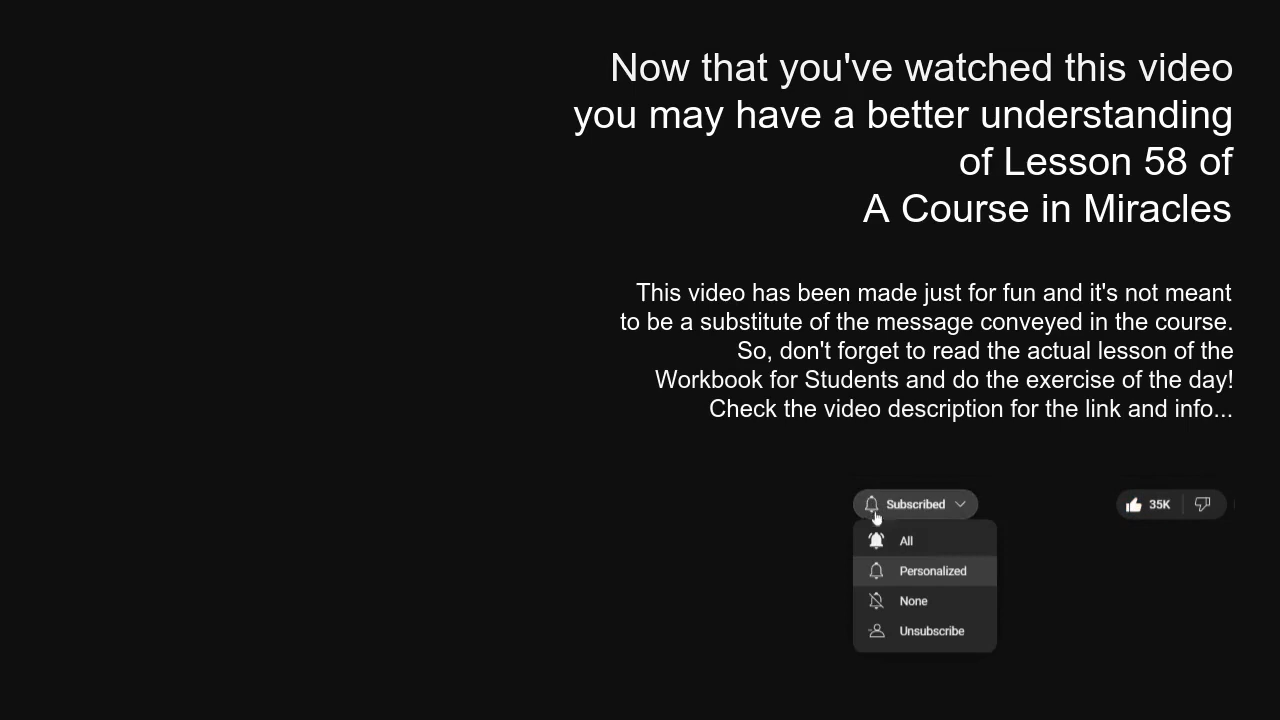 Now that you've watched this video
you may have a better understanding
of Lesson 58 of
A Course in Miracles
This video has been made just for fun and it's not meant
to be a substitute of the message conveyed in the course.
So, don't forget to read the actual lesson of the
Workbook for Students and do the exercise of the day!
Check the video description for the link and info...
Subscribed
35K
All
Personalized
None
Unsubscribe